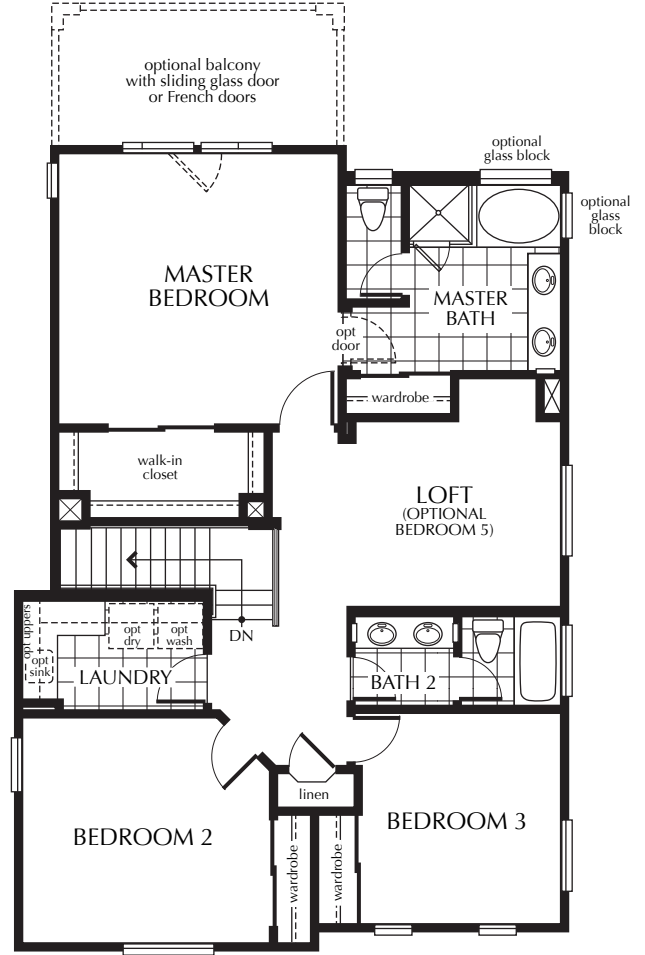 optional balcony
with sliding glass door
or French doors
optional
glass block
optional
glass
block
MASTER
BEDROOM
MASTER
BATH
opt
door
wardrobe
walk-in
closet
LOFT
(OPTIONAL
BEDROOM 5)
DN
opt uppers
opt
dry
opt
wash
opt
sink
LAUNDRY
BATH 2
linen
BEDROOM 2
BEDROOM 3
wardrobe
wardrobe